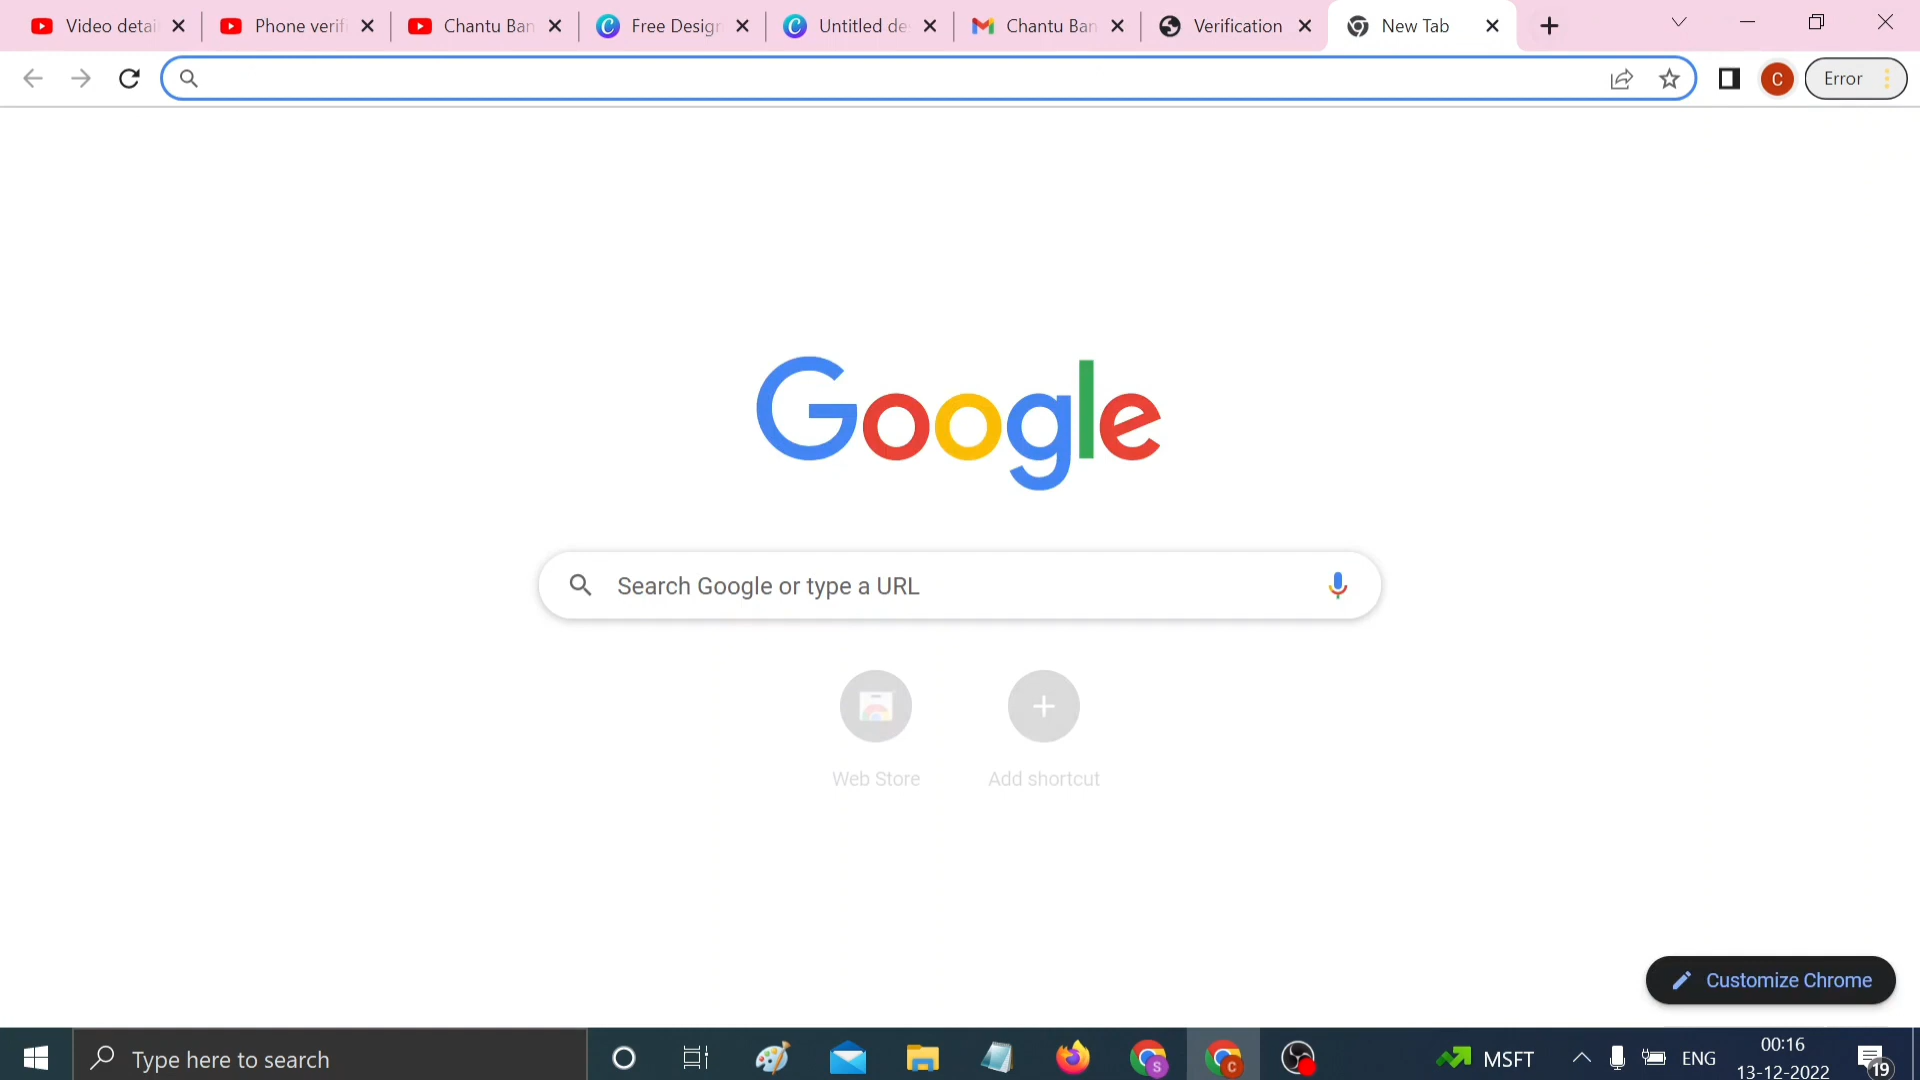 Video detai
Phone verifi
Chantu Ban
Free Design
Untitled de
Chantu Ban
Verification
New Tab
C
Error
Google
Search Google or type a URL
Web Store
Add shortcut
Customize Chrome
Type here to search
S
C
MSFT
ENG
00:16
13-12-2022
19